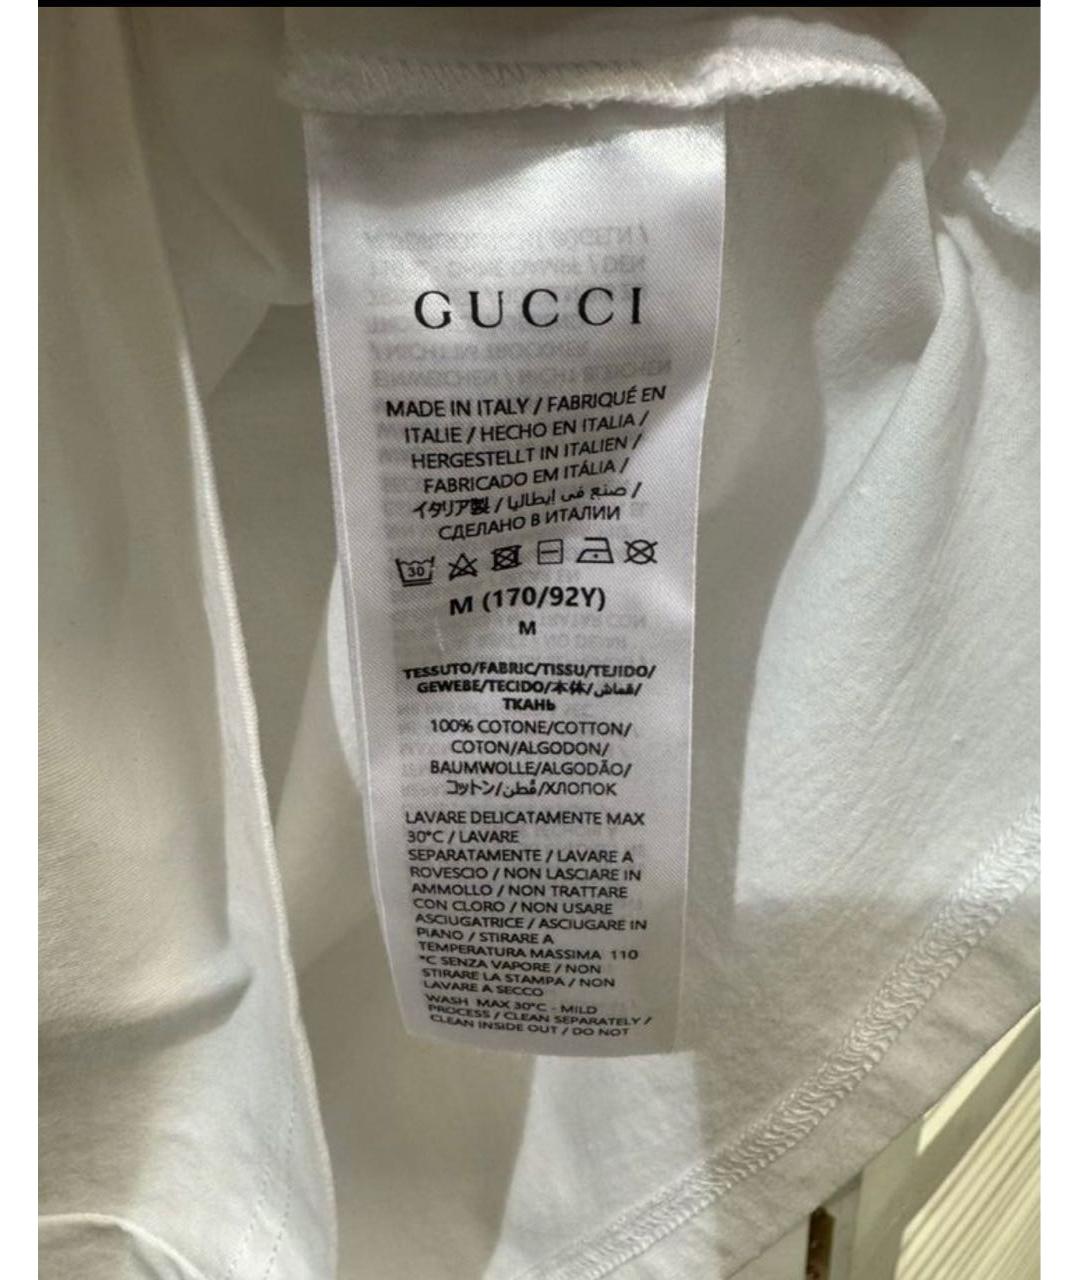 GUCCI
MADE IN ITALY / FABRIQUÉ EN
ITALIE / HECHO EN ITALIA /
HERGESTELLT IN ITALIEN /
FABRICADO EM ITÁLIA /
イタリア製 / صنع في إيطاليا /
СДЕЛАНО В ИТАЛИИ
30
M (170/92Y)
M
TESSUTO/FABRIC/TISSU/TEJIDO/
GEWEBE/TECIDO/本体/قماش/
ТКАНЬ
100% COTONE/COTTON/
COTON/ALGODON/
BAUMWOLLE/ALGODÃO/
コットン/قُطن/ХЛОПОК
LAVARE DELICATAMENTE MAX
30°C / LAVARE
SEPARATAMENTE / LAVARE A
ROVESCIO / NON LASCIARE IN
AMMOLLO / NON TRATTARE
CON CLORO / NON USARE
ASCIUGATRICE / ASCIUGARE IN
PIANO / STIRARE A
TEMPERATURA MASSIMA 110
°C SENZA VAPORE / NON
STIRARE LA STAMPA / NON
LAVARE A SECCO
WASH MAX 30°C - MILD
PROCESS / CLEAN SEPARATELY /
CLEAN INSIDE OUT / DO NOT